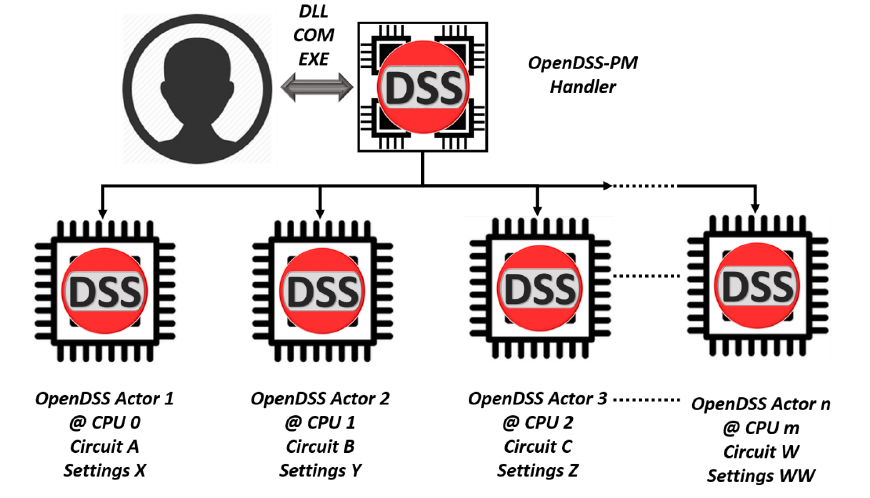 DLL
COM
EXE
DSS
OpenDSS-PM
Handler
DSS
DSS
DSS
DSS
OpenDSS Actor 1
@ CPU 0
Circuit A
Settings X
OpenDSS Actor 2
@ CPU 1
Circuit B
Settings Y
OpenDSS Actor 3
@ CPU 2
Circuit C
Settings Z
OpenDSS Actor n
@ CPU m
Circuit W
Settings WW